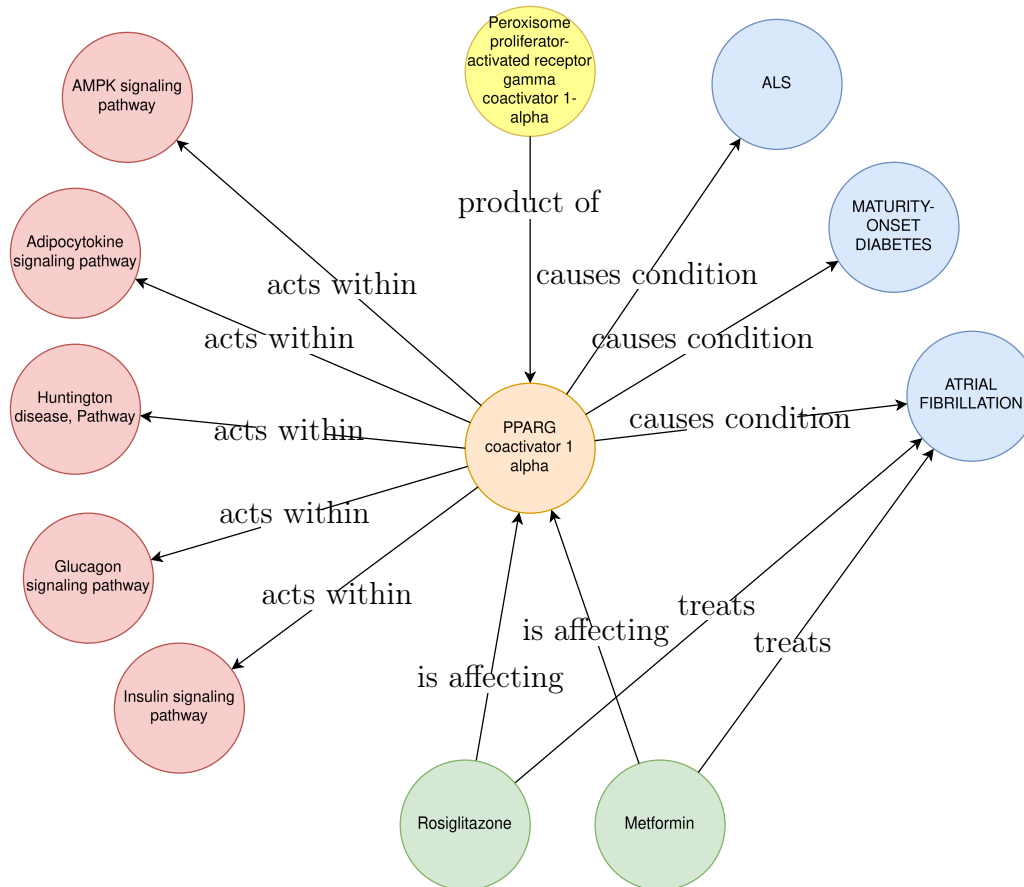 Peroxisome
proliferator-
activated receptor
gamma
coactivator 1-
alpha
AMPK signaling
pathway
ALS
product of
MATURITY-
ONSET
DIABETES
Adipocytokine
signaling pathway
causes condition
acts within
acts within
causes condition
Huntington
disease, Pathway
ATRIAL
FIBRILLATION
acts within
causes condition
PPARG
coactivator 1
alpha
acts within
Glucagon
signaling pathway
acts within
treats
is affecting
treats
is affecting
Insulin signaling
pathway
Rosiglitazone
Metformin